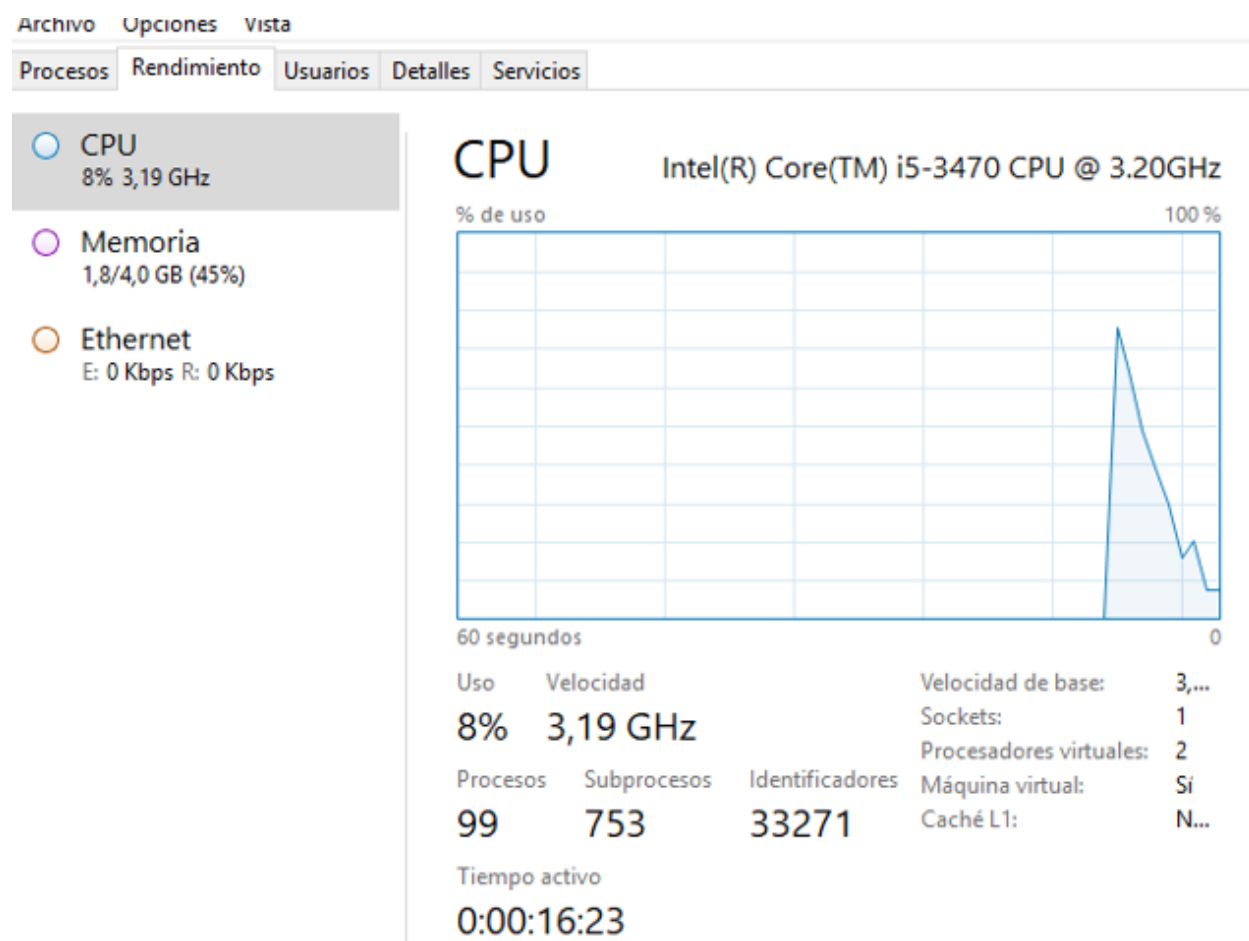 Archivo Opciones Vista
Procesos Rendimiento Usuarios Detalles Servicios
CPU
8% 3,19 GHz
Memoria
1,8/4,0 GB (45%)
Ethernet
E: 0 Kbps R: 0 Kbps
CPU Intel(R) Core(TM) i5-3470 CPU @ 3.20GHz
% de uso 100 %
60 segundos 0
Uso Velocidad
8% 3,19 GHz
Procesos Subprocesos Identificadores
99 753 33271
Tiempo activo
0:00:16:23
Velocidad de base: 3,...
Sockets: 1
Procesadores virtuales: 2
Máquina virtual: Sí
Caché L1: N...